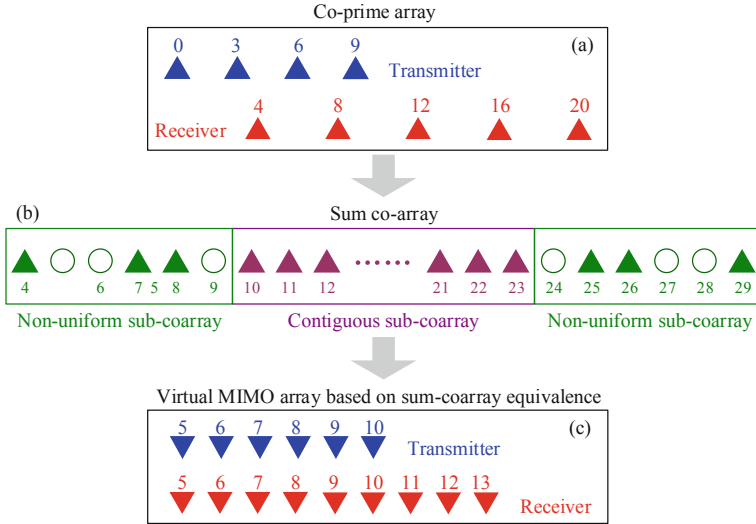 Co-prime array
(a)
0 3 6 9
Transmitter
4 8 12 16 20
Receiver
(b)
Sum co-array
4 6 7 5 8 9 10 11 12 ...... 21 22 23 24 25 26 27 28 29
Non-uniform sub-coarray Contiguous sub-coarray Non-uniform sub-coarray
Virtual MIMO array based on sum-coarray equivalence
5 6 7 8 9 10 (c)
Transmitter
5 6 7 8 9 10 11 12 13
Receiver